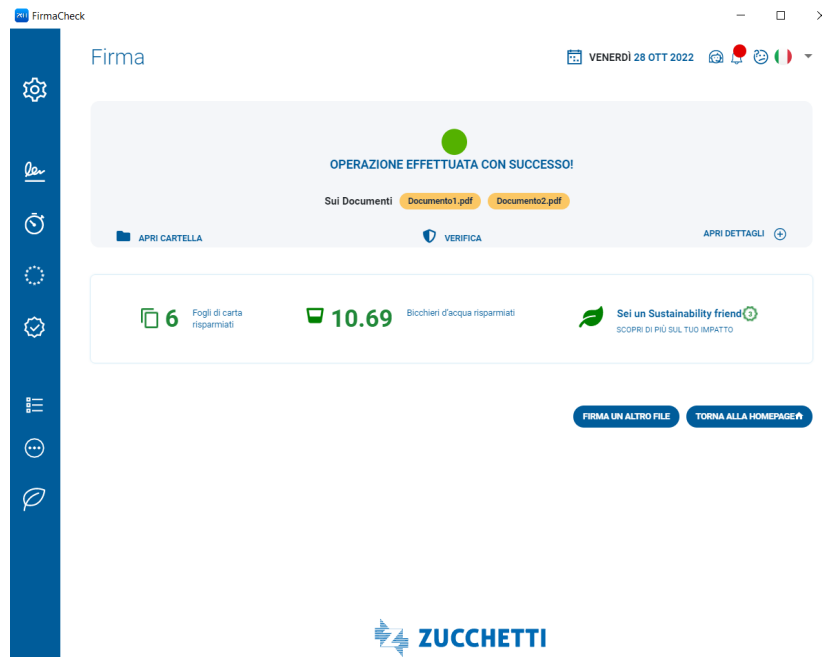 FirmaCheck
Firma
VENERDÌ 28 OTT 2022
OPERAZIONE EFFETTUATA CON SUCCESSO!
Sui Documenti Documento1.pdf Documento2.pdf
APRI CARTELLA
VERIFICA
APRI DETTAGLI
6
Fogli di carta
risparmiati
10.69
Bicchieri d'acqua risparmiati
Sei un Sustainability friend 3
SCOPRI DI PIÙ SUL TUO IMPATTO
FIRMA UN ALTRO FILE
TORNA ALLA HOMEPAGE
ZUCCHETTI